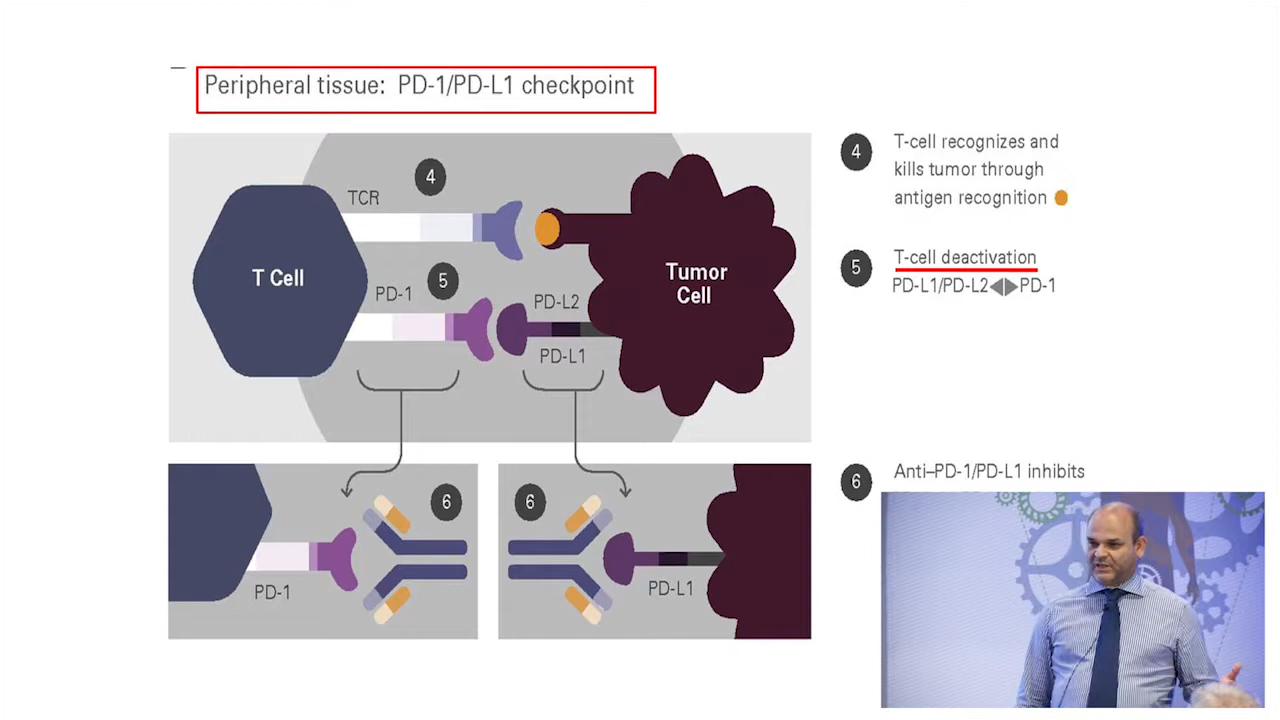 Peripheral tissue: PD-1/PD-L1 checkpoint
TCR
4
T Cell
PD-1
5
PD-L2
PD-L1
Tumor
Cell
4
T-cell recognizes and
kills tumor through
antigen recognition
5
T-cell deactivation
PD-L1/PD-L2 PD-1
6
PD-1
6
PD-L1
6
Anti–PD-1/PD-L1 inhibits